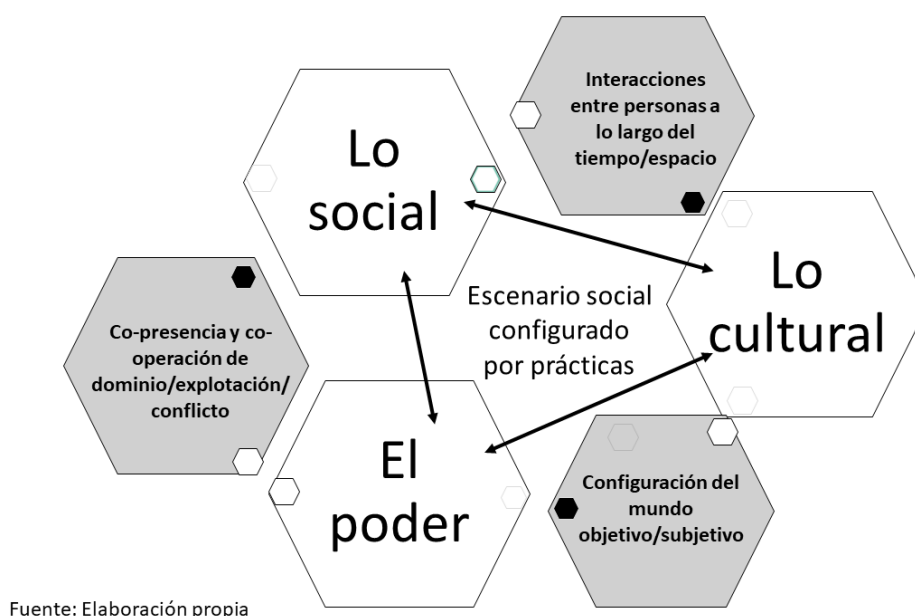 Lo
social
Interacciones
entre personas a
lo largo del
tiempo/espacio
Lo
cultural
Escenario social
configurado
por prácticas
Co-presencia y co-
operación de
dominio/explotación/
conflicto
El
poder
Configuración del
mundo
objetivo/subjetivo
Fuente: Elaboración propia